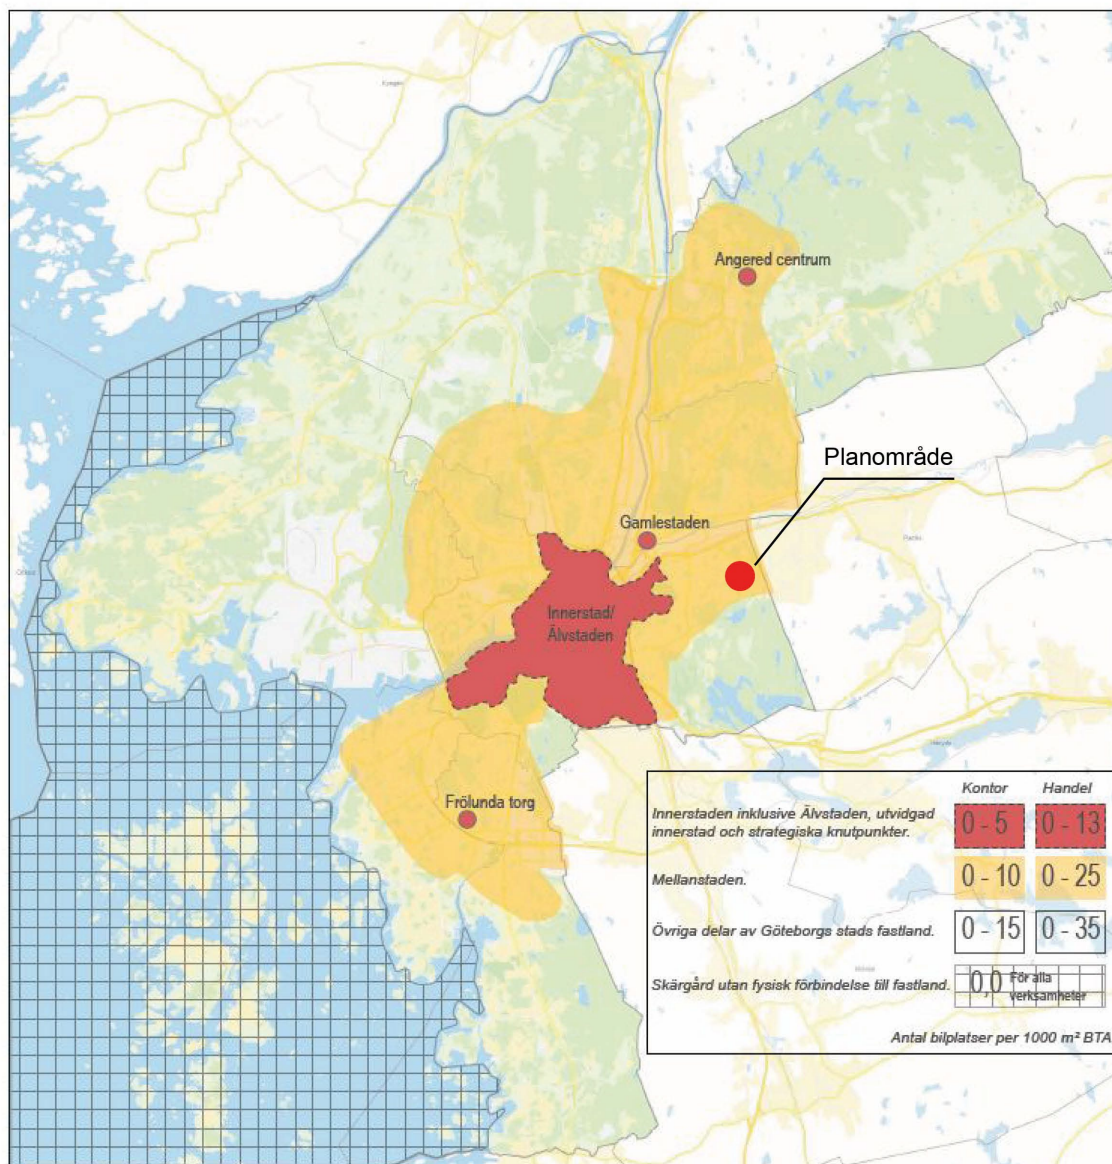 Angered centrum
Planområde
Gamlestaden
Innerstad/
Älvstaden
Frölunda torg
Kontor Handel
Innerstaden inklusive Älvstaden, utvidgad
innerstad och strategiska knutpunkter.
0 - 5 0 - 13
Mellanstaden.
0 - 10 0 - 25
Övriga delar av Göteborgs stads fastland.
0 - 15 0 - 35
Skärgård utan fysisk förbindelse till fastland.
0,0 För alla
verksamheter
Antal bilplatser per 1000 m² BTA